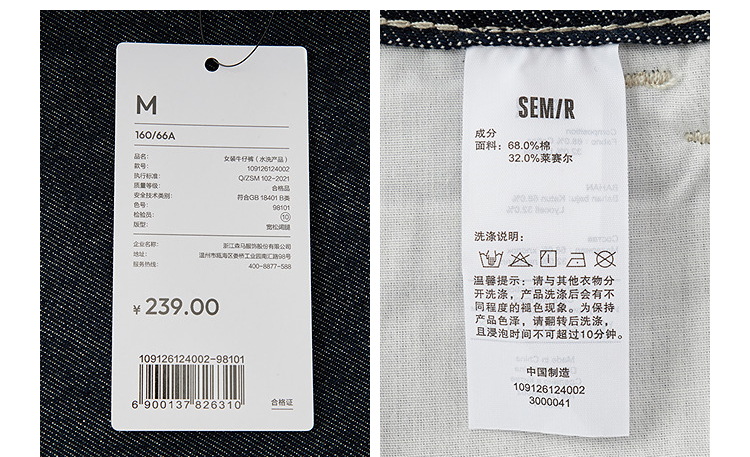 M
160/66A
品名: 女装牛仔裤（水洗产品）
款号: 109126124002
执行标准: Q/ZSM 102-2021
质量等级: 合格品
安全技术类别: 符合GB 18401 B类
色号: 98101
检验员: 10
版型: 宽松阔腿
企业名称: 浙江森马服饰股份有限公司
地址: 温州市瓯海区娄桥工业园南汇路98号
服务热线: 400-8877-588
¥ 239.00
109126124002-98101
6 900137 826310
合格证
SEMIR
成分
面料: 68.0%棉
32.0%莱赛尔
洗涤说明:
温馨提示: 请与其他衣物分
开洗涤，产品洗涤后会有不
同程度的褪色现象。为保持
产品色泽，请翻转后洗涤，
且浸泡时间不可超过10分钟。
中国制造
109126124002
3000041